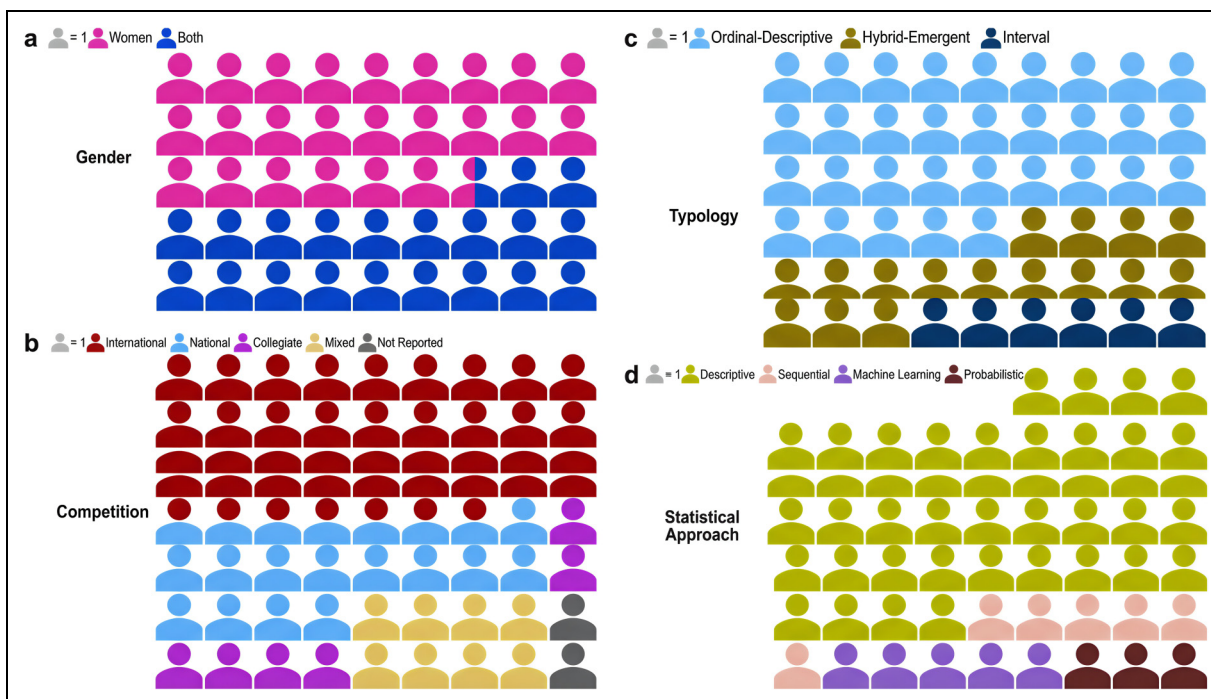 a = 1 Women Both
Gender
b = 1 International National Collegiate Mixed Not Reported
Competition
c = 1 Ordinal-Descriptive Hybrid-Emergent Interval
Typology
d = 1 Descriptive Sequential Machine Learning Probabilistic
Statistical
Approach